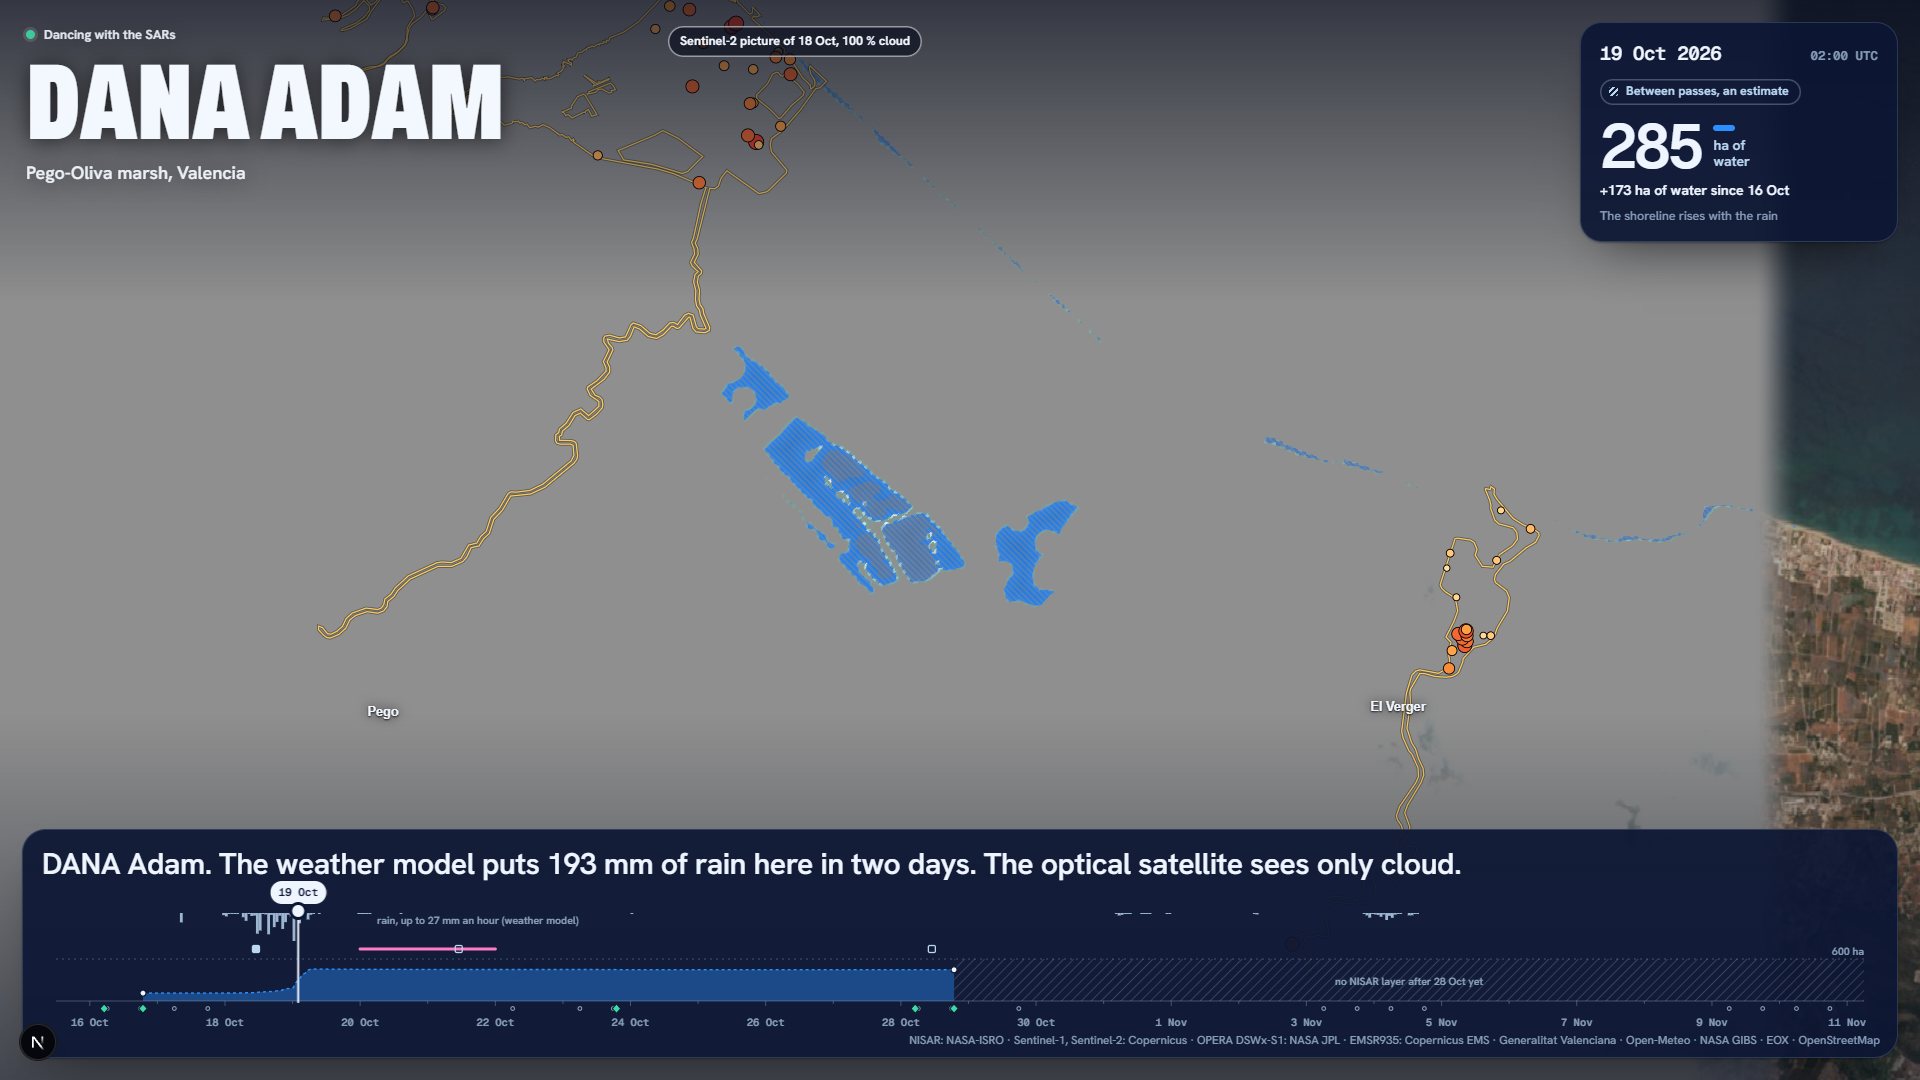 Dancing with the SARs
DANA ADAM
Pego-Oliva marsh, Valencia
Sentinel-2 picture of 18 Oct, 100 % cloud
19 Oct 2026
02:00 UTC
Between passes, an estimate
285
ha of
water
+173 ha of water since 16 Oct
The shoreline rises with the rain
Pego
El Verger
DANA Adam. The weather model puts 193 mm of rain here in two days. The optical satellite sees only cloud.
19 Oct
rain, up to 27 mm an hour (weather model)
600 ha
no NISAR layer after 28 Oct yet
16 Oct
18 Oct
20 Oct
22 Oct
24 Oct
26 Oct
28 Oct
30 Oct
1 Nov
3 Nov
5 Nov
7 Nov
9 Nov
11 Nov
N
NISAR: NASA-ISRO · Sentinel-1, Sentinel-2: Copernicus · OPERA DSWx-S1: NASA JPL · EMSR935: Copernicus EMS · Generalitat Valenciana · Open-Meteo · NASA GIBS · EOX · OpenStreetMap